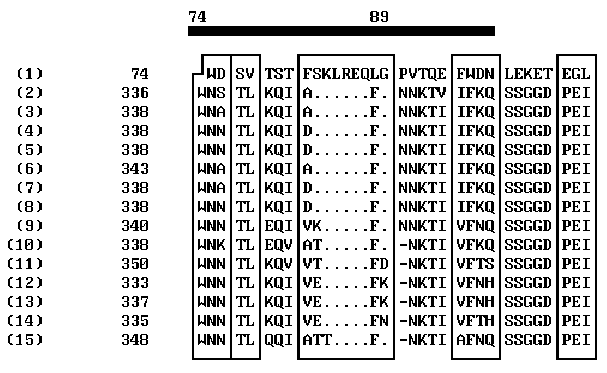 74 89
(1) 74 WD SV TST FSKLREQLG PVTQE FWDN LEKET EGL
(2) 336 WNS TL KQI A......F. NNKTV IFKQ SSGGD PEI
(3) 338 WNA TL KQI A......F. NNKTI IFKQ SSGGD PEI
(4) 338 WNN TL KQI D......F. NNKTI IFKQ SSGGD PEI
(5) 338 WNN TL KQI D......F. NNKTI IFKQ SSGGD PEI
(6) 343 WNA TL KQI A......F. NNKTI IFKQ SSGGD PEI
(7) 338 WNA TL KQI D......F. NNKTI IFKQ SSGGD PEI
(8) 338 WNN TL KQI D......F. NNKTI IFKQ SSGGD PEI
(9) 340 WNN TL EQI VK.....F. NNKTI VFNQ SSGGD PEI
(10) 338 WNK TL EQV AT.....F. -NKTI VFKQ SSGGD PEI
(11) 350 WNN TL KQV VT.....FD -NKTI VFTS SSGGD PEI
(12) 333 WNN TL KQI VE.....FK -NKTI VFNH SSGGD PEI
(13) 337 WNN TL KQI VE.....FK -NKTI VFNH SSGGD PEI
(14) 335 WNN TL KQI VE.....FN -NKTI VFTH SSGGD PEI
(15) 348 WNN TL QQI ATT....F. -NKTI AFNQ SSGGD PEI